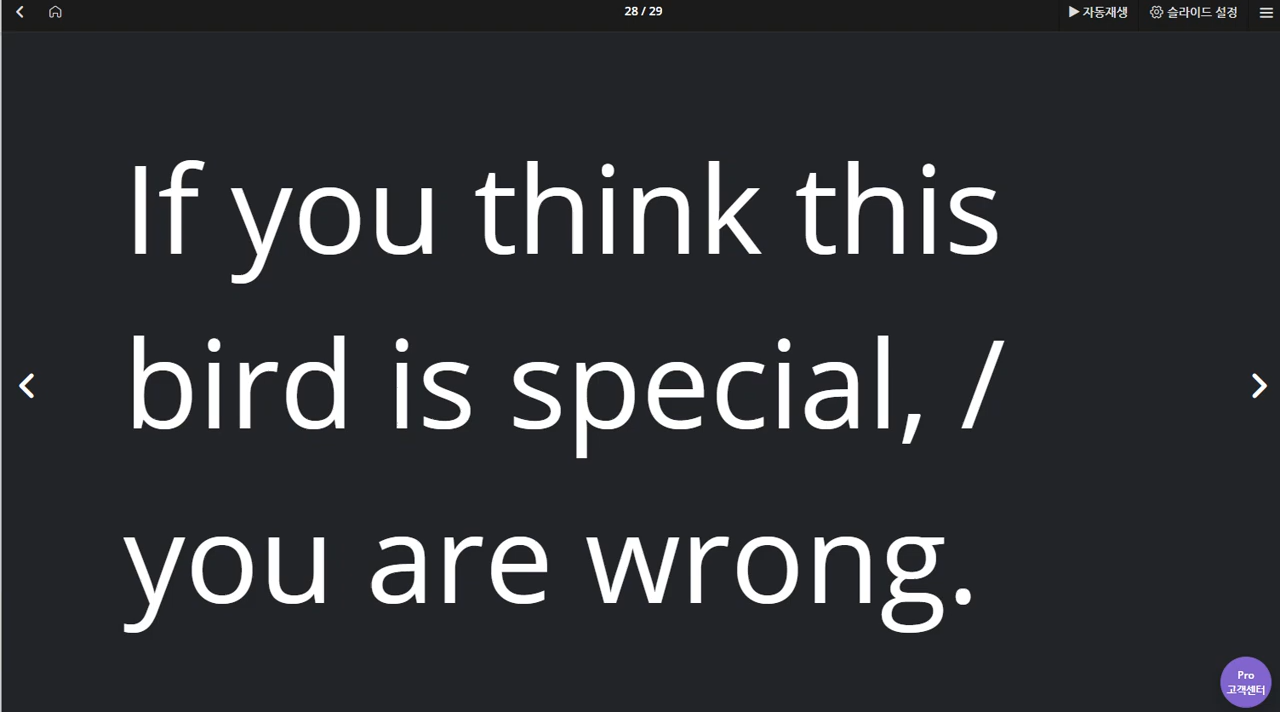 28 / 29
자동재생
슬라이드 설정
If you think this
bird is special, /
you are wrong.
Pro
고객센터